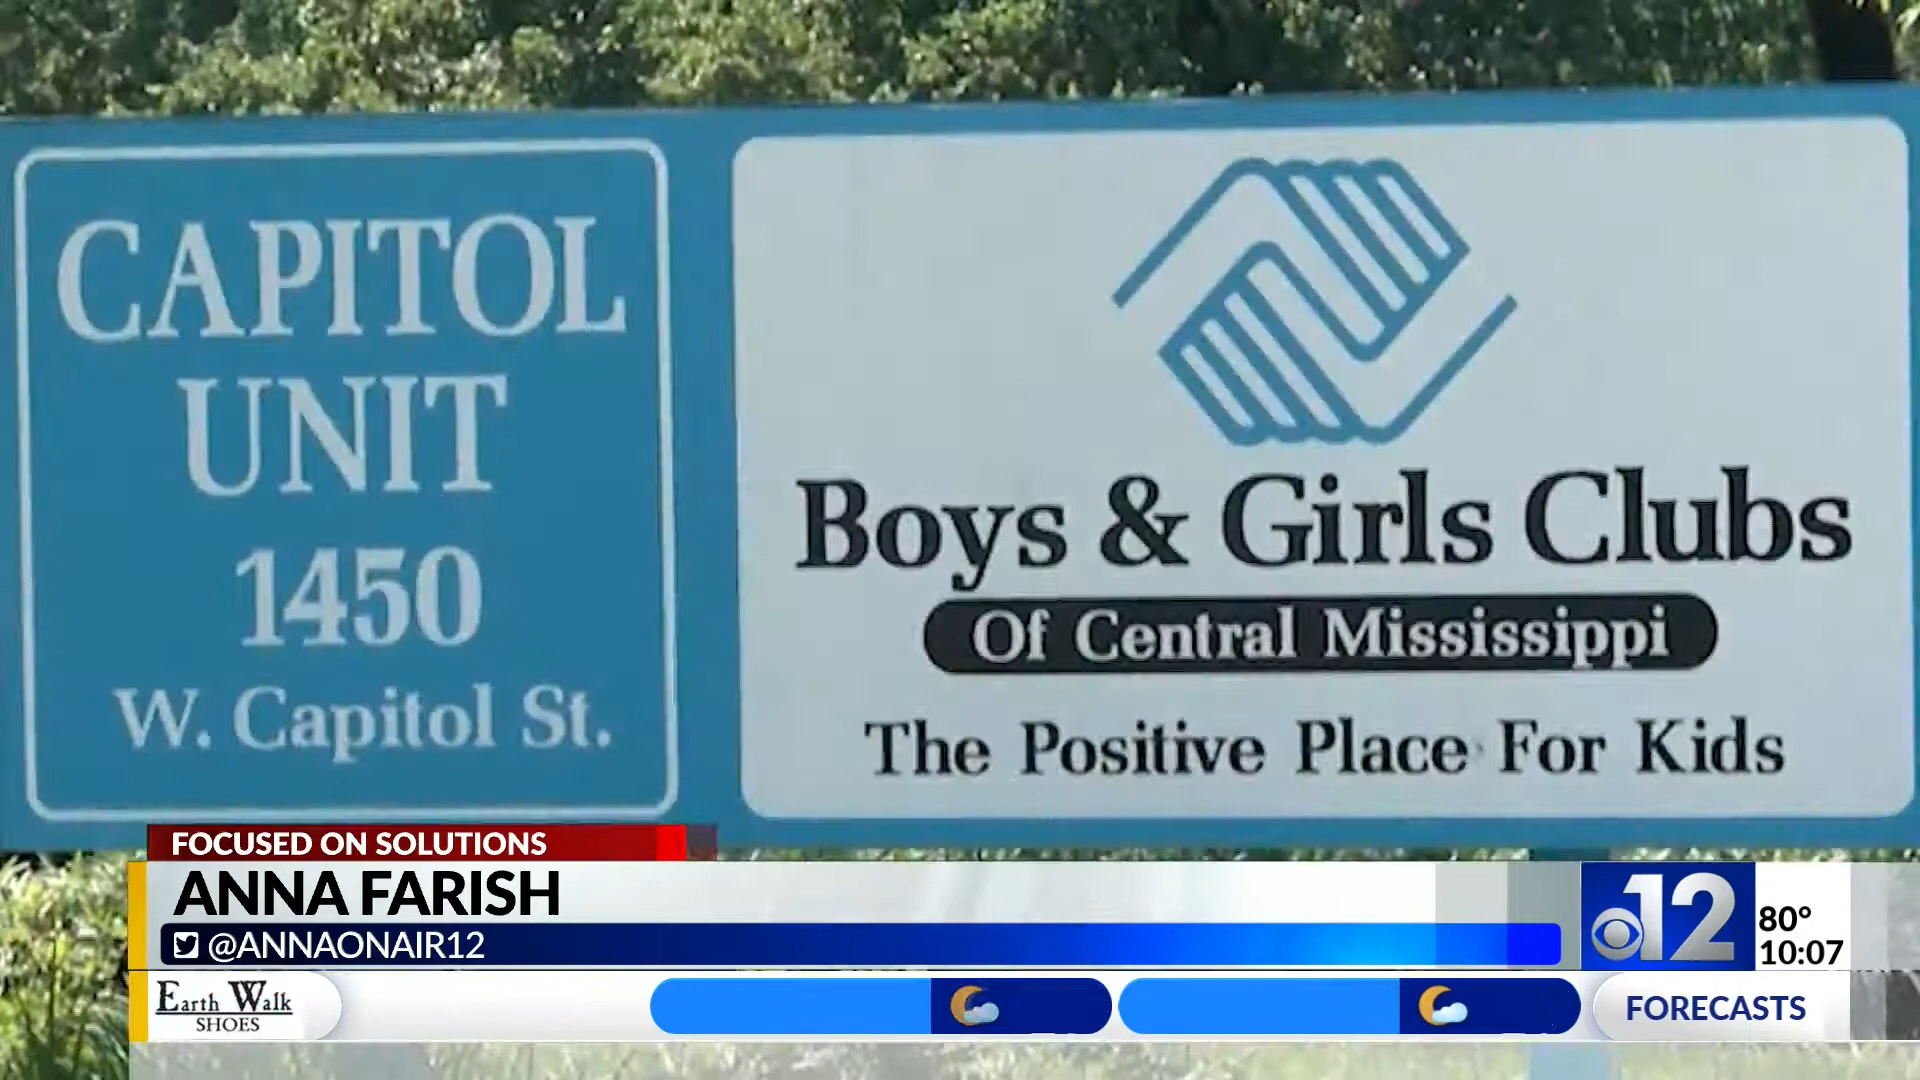 CAPITOL
UNIT
1450
W. Capitol St.
Boys & Girls Clubs
Of Central Mississippi
The Positive Place For Kids
FOCUSED ON SOLUTIONS
ANNA FARISH
@ANNAONAIR12
12
80°
10:07
Earth Walk
SHOES
FORECASTS